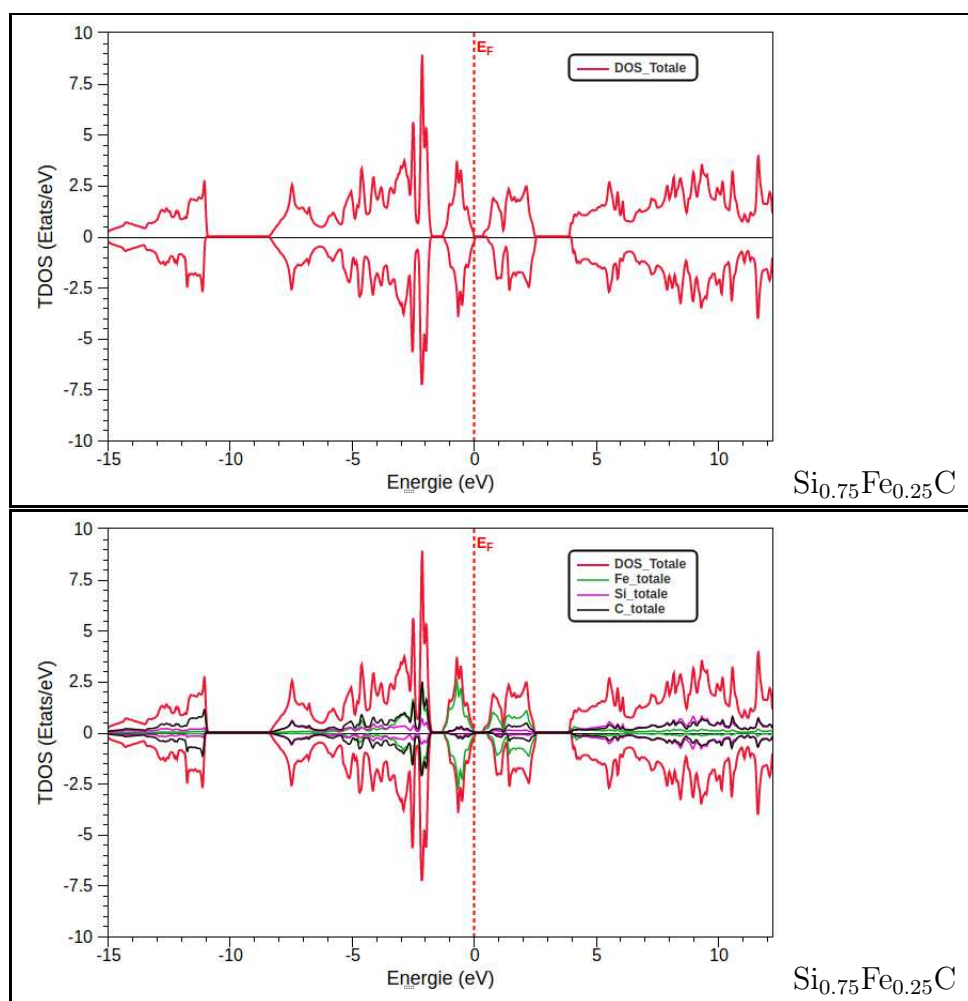 10
7.5
5
2.5
0
-2.5
-5
-7.5
-10
TDOS (Etats/eV)
E_F
DOS_Totale
-15 -10 -5 0 5 10
Energie (eV)
Si₀.₇₅Fe₀.₂₅C
10
7.5
5
2.5
0
-2.5
-5
-7.5
-10
TDOS (Etats/eV)
E_F
DOS_Totale
Fe_totale
Si_totale
C_totale
-15 -10 -5 0 5 10
Energie (eV)
Si₀.₇₅Fe₀.₂₅C